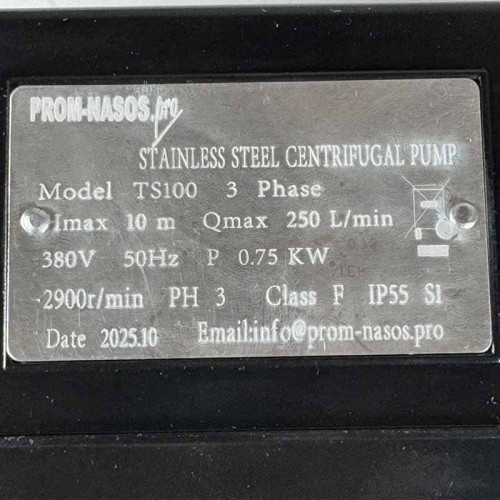 PROM-NASOS.pro
STAINLESS STEEL CENTRIFUGAL PUMP
Model TS100 3 Phase
Hmax 10 m Qmax 250 L/min
380V 50Hz P 0.75 KW
2900r/min PH 3 Class F IP55 S1
Date 2025.10 Email:info@prom-nasos.pro